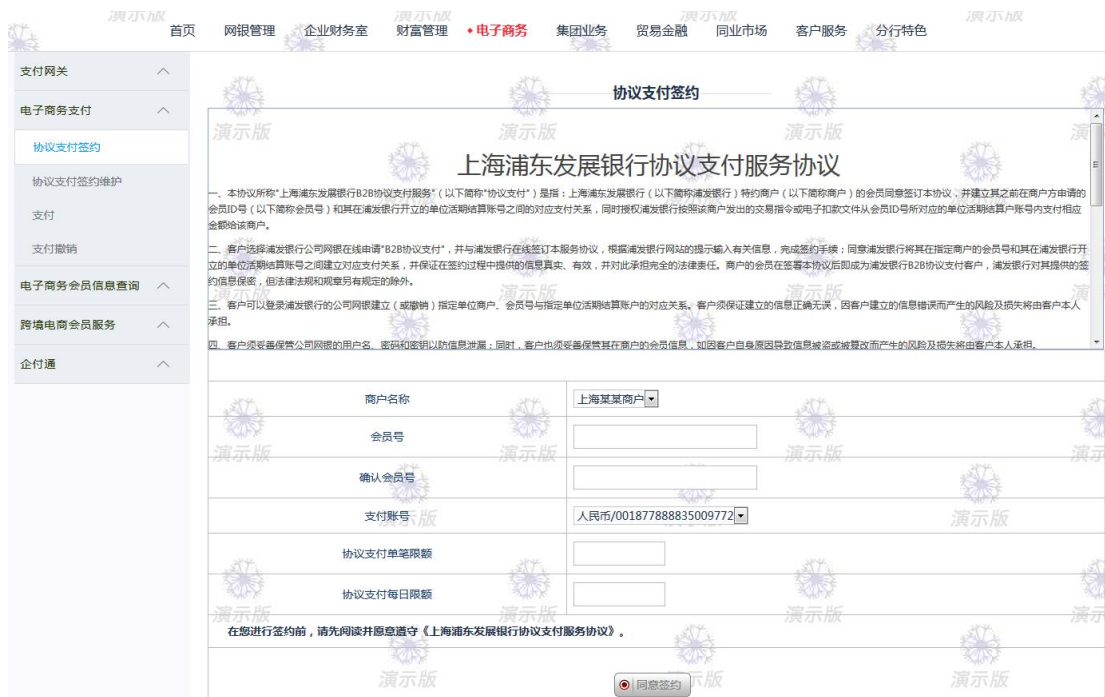 首页 网银管理 企业财务室 财富管理 电子商务 集团业务 贸易金融 同业市场 客户服务 分行特色
支付网关
电子商务支付
协议支付签约
协议支付签约维护
支付
支付撤销
电子商务会员信息查询
跨境电商会员服务
企付通
协议支付签约
上海浦东发展银行协议支付服务协议
一、本协议所称"上海浦东发展银行B2B协议支付服务"(以下简称"协议支付")是指:上海浦东发展银行(以下简称浦发银行)特约商户(以下简称商户)的会员同意签订本协议,并建立其之前在商户方申请的
会员ID号(以下简称会员号)和其在浦发银行开立的单位活期结算账号之间的对应支付关系,同时授权浦发银行按照该商户发出的交易指令或电子扣款文件从会员ID号所对应的单位活期结算户账号内支付相应
金额给该商户。
二、客户选择浦发银行公司网银在线申请"B2B协议支付",并与浦发银行在线签订本服务协议,根据浦发银行网站的提示输入有关信息,完成签约手续;同意浦发银行将其在指定商户的会员号和其在浦发银行开
立的单位活期结算账号之间建立对应支付关系,并保证在签约过程中提供的信息真实、有效,并对此承担完全的法律责任。商户的会员在签署本协议后即成为浦发银行B2B协议支付客户,浦发银行对其提供的签
约信息保密,但法律法规和规章另有规定的除外。
三、客户可以登录浦发银行的公司网银建立(或撤销)指定单位商户、会员号与指定单位活期结算账户的对应关系。客户须保证建立的信息正确无误,因客户建立的信息错误而产生的风险及损失将由客户本人
承担。
四、客户须妥善保管公司网银的用户名、密码和密钥以防信息泄漏;同时,客户也须妥善保管其在商户的会员信息,如因客户自身原因导致信息被盗或被篡改而产生的风险及损失将由客户本人承担。
商户名称 上海某某商户
会员号
确认会员号
支付账号 人民币/001877888835009772
协议支付单笔限额
协议支付每日限额
在您进行签约前,请先阅读并愿意遵守《上海浦东发展银行协议支付服务协议》。
同意签约
演示版